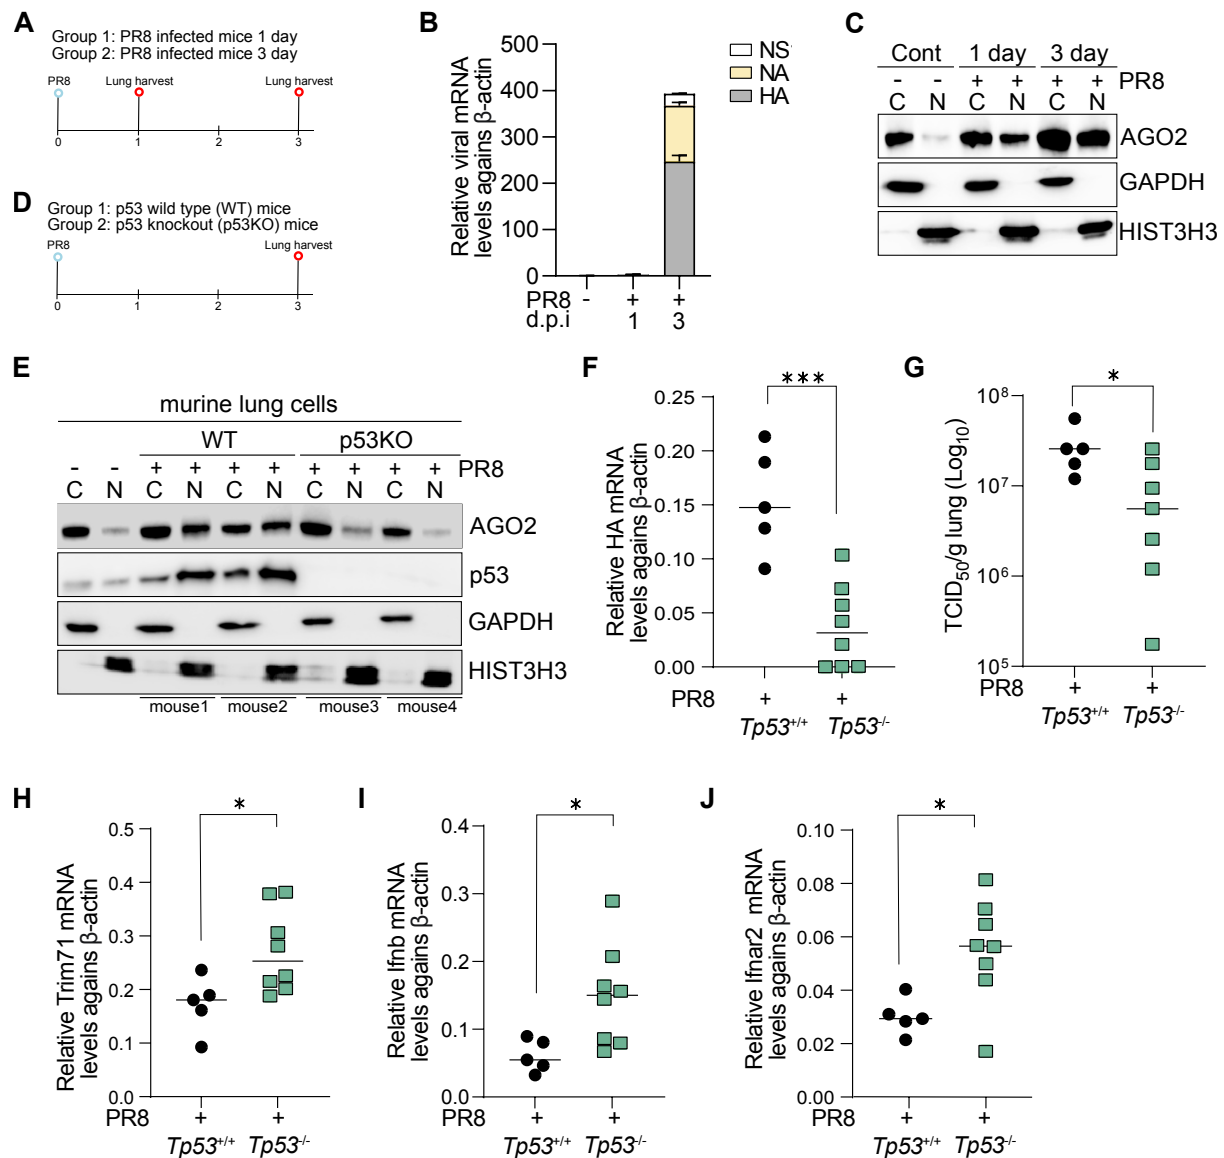 A
Group 1: PR8 infected mice 1 day
Group 2: PR8 infected mice 3 day
PR8
Lung harvest
Lung harvest
0
1
2
3
B
Relative viral mRNA
levels agains β-actin
500
400
300
200
100
0
NS
NA
HA
PR8 - + +
d.p.i 1 3
C
Cont 1 day 3 day
- - + + + + PR8
C N C N C N
AGO2
GAPDH
HIST3H3
D
Group 1: p53 wild type (WT) mice
Group 2: p53 knockout (p53KO) mice
PR8
Lung harvest
0
1
2
3
E
murine lung cells
WT p53KO
- - + + + + + + + + PR8
C N C N C N C N C N
AGO2
p53
GAPDH
HIST3H3
mouse1 mouse2 mouse3 mouse4
F
***
Relative HA mRNA
levels agains β-actin
0.25
0.20
0.15
0.10
0.05
0.00
PR8 + +
Tp53+/+ Tp53-/-
G
*
TCID50/g lung (Log10)
10^8
10^7
10^6
10^5
PR8 + +
Tp53+/+ Tp53-/-
H
*
Relative Trim71 mRNA
levels agains β-actin
0.5
0.4
0.3
0.2
0.1
0.0
PR8 + +
Tp53+/+ Tp53-/-
I
*
Relative Ifnb mRNA
levels agains β-actin
0.4
0.3
0.2
0.1
0.0
PR8 + +
Tp53+/+ Tp53-/-
J
*
Relative Ifnar2 mRNA
levels agains β-actin
0.10
0.08
0.06
0.04
0.02
0.00
PR8 + +
Tp53+/+ Tp53-/-